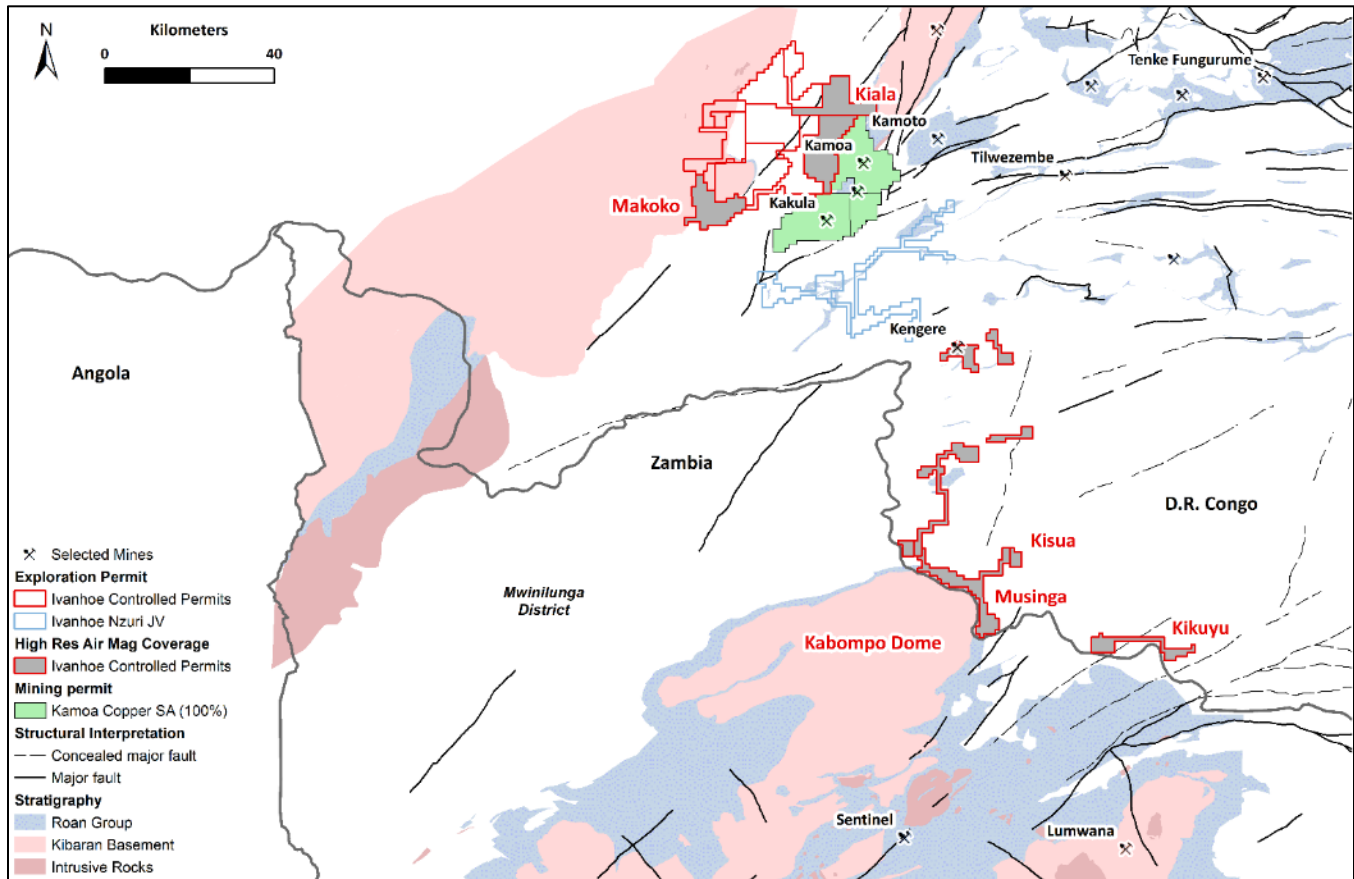 N
Kilometers
0
40
Tenke Fungurume
Kiala
Kamoto
Kamoa
Tilwezembe
Makoko
Kakula
Kengere
Angola
Zambia
D.R. Congo
Kisua
Mwinilunga
District
Musinga
Kabompo Dome
Kikuyu
Sentinel
Lumwana
Selected Mines
Exploration Permit
Ivanhoe Controlled Permits
Ivanhoe Nzuri JV
High Res Air Mag Coverage
Ivanhoe Controlled Permits
Mining permit
Kamoa Copper SA (100%)
Structural Interpretation
Concealed major fault
Major fault
Stratigraphy
Roan Group
Kibaran Basement
Intrusive Rocks